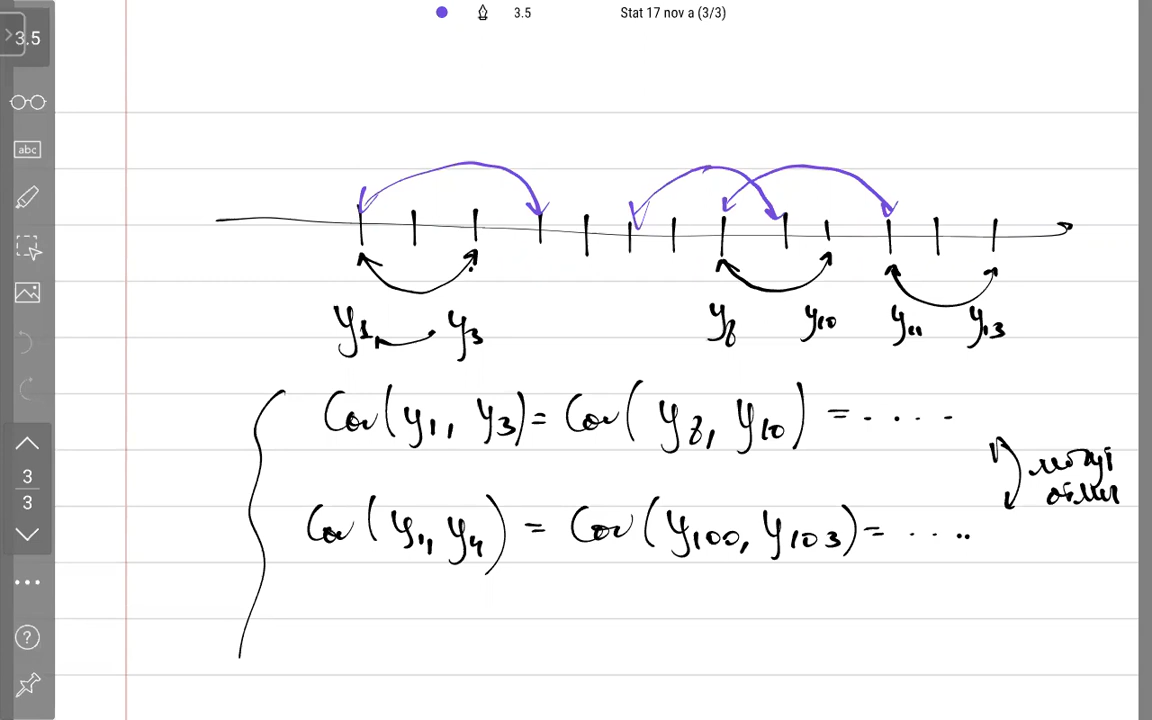 3.5 Stat 17 nov a (3/3)
3.5
abc
y₁ y₃ y₈ y₁₀ y₁₁ y₁₃
Cov(y₁, y₃) = Cov(y₈, y₁₀) = ....
Cov(y₁, y₄) = Cov(y₁₀₀, y₁₀₃) = ....
3
3
?